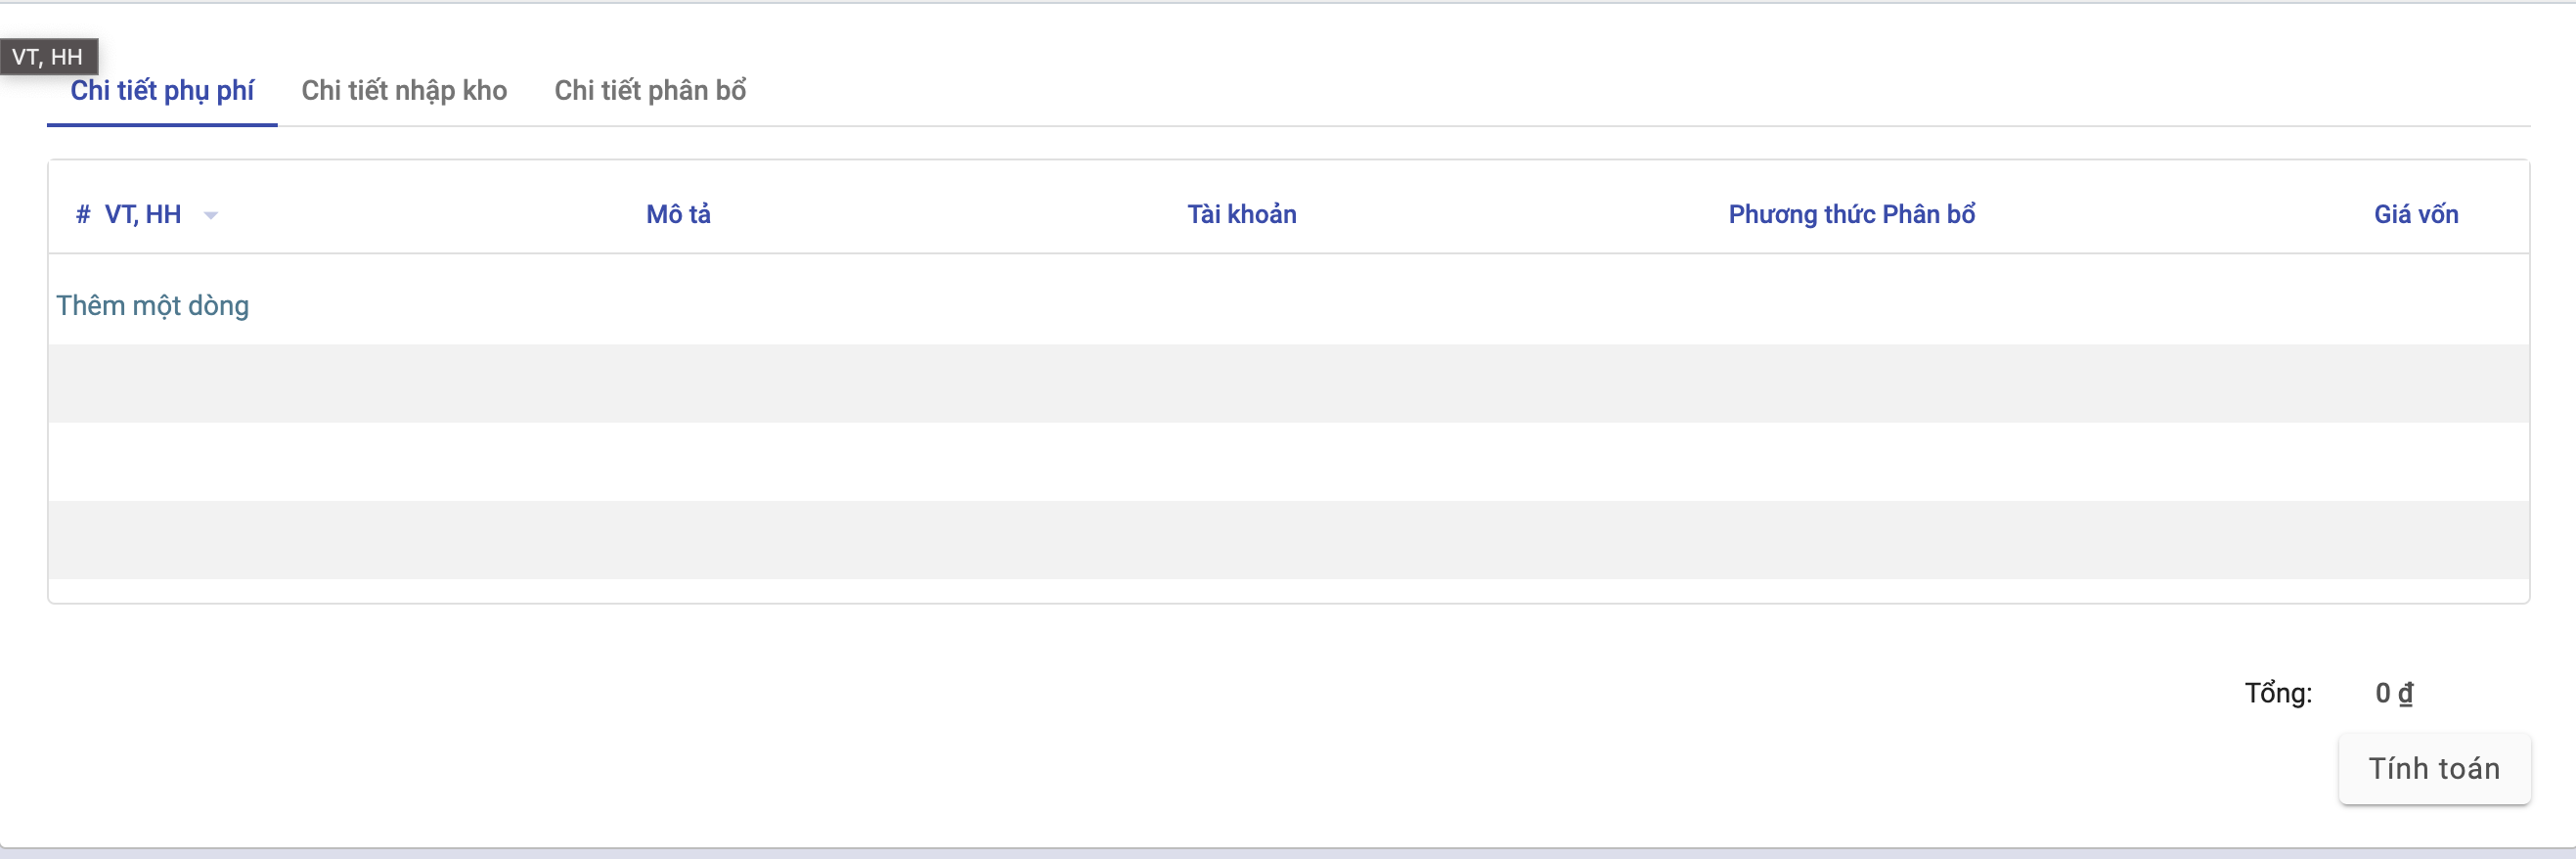 VT, HH
Chi tiết phụ phí Chi tiết nhập kho Chi tiết phân bổ
# VT, HH Mô tả Tài khoản Phương thức Phân bổ Giá vốn
Thêm một dòng
Tổng: 0 ₫
Tính toán